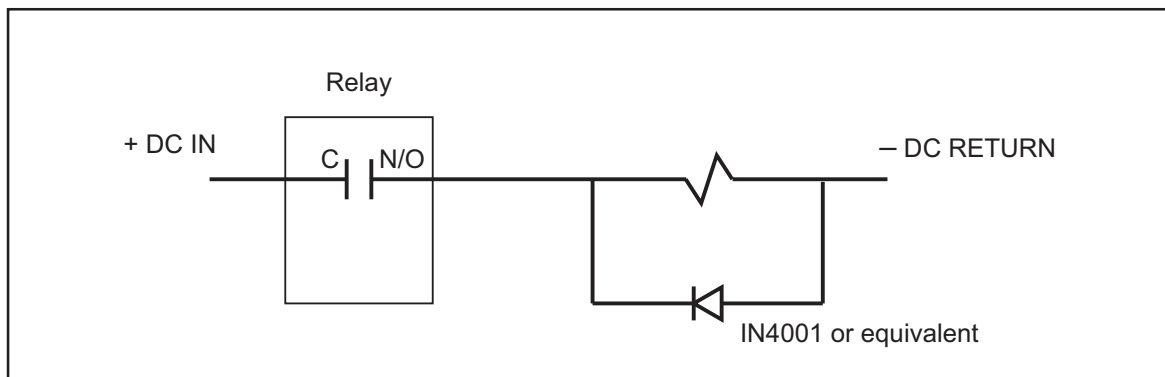 Relay
+ DC IN
C
N/O
– DC RETURN
IN4001 or equivalent